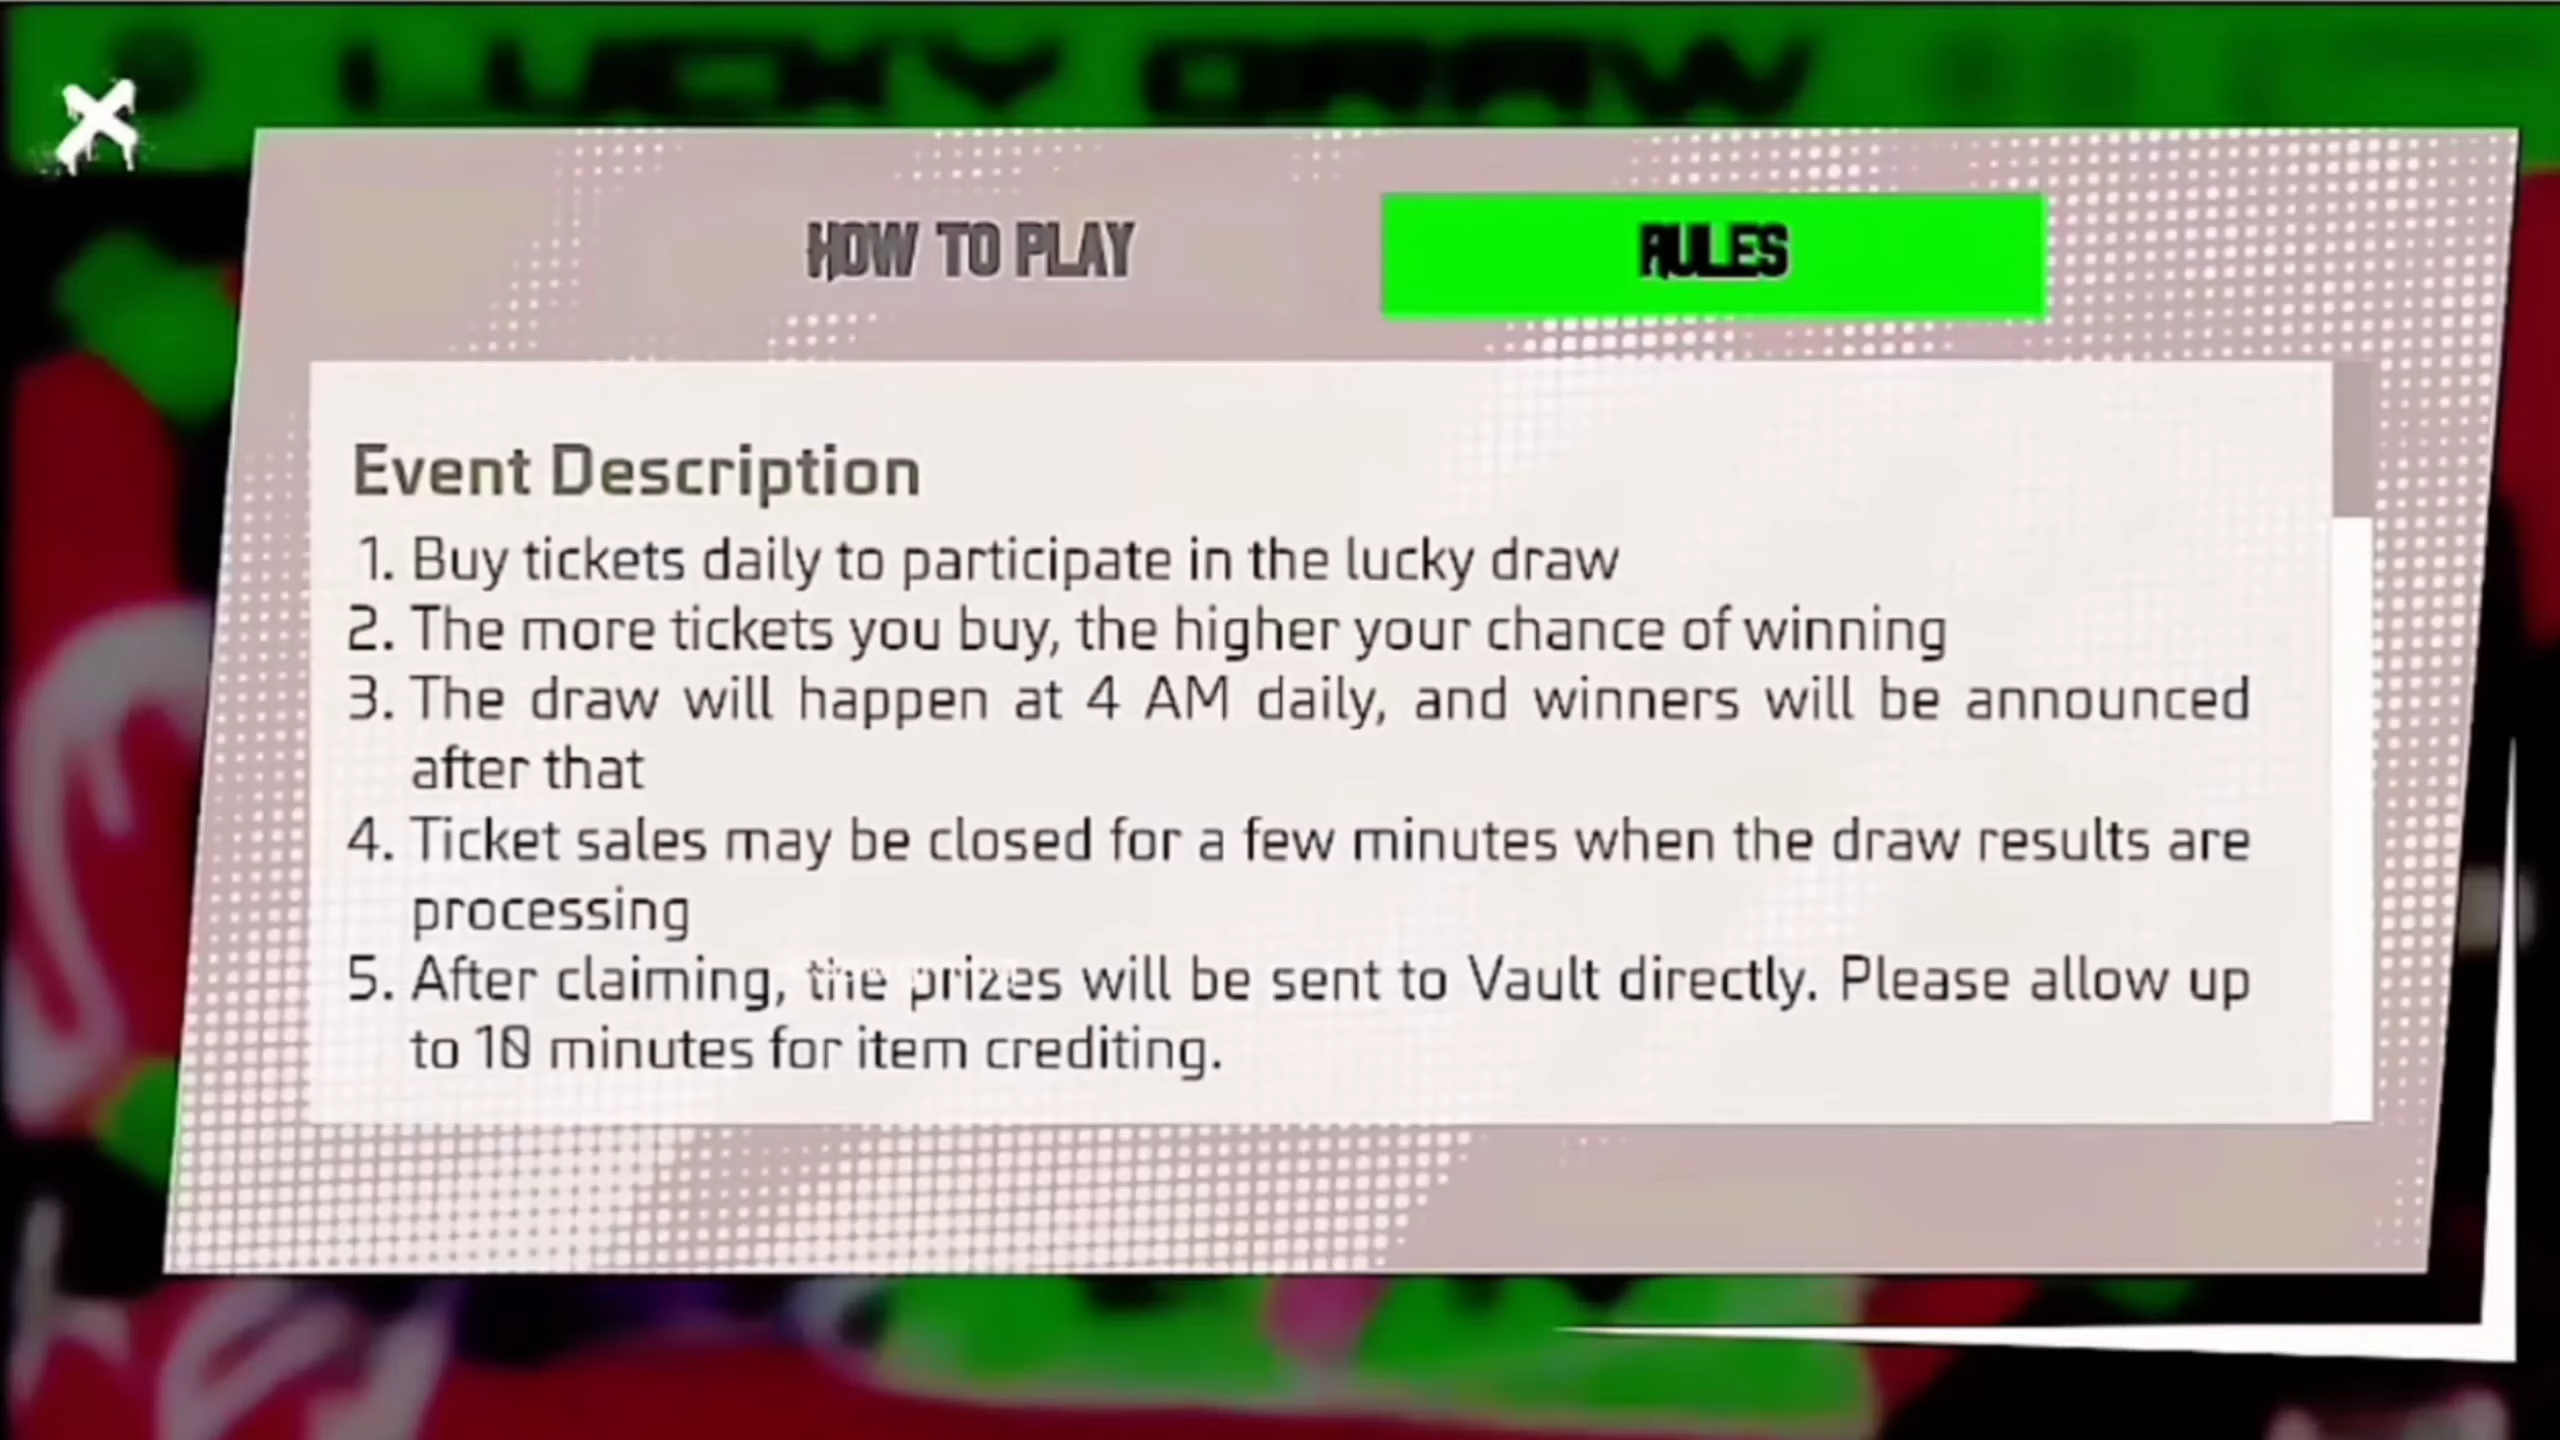 LUCKY DRAW
HOW TO PLAY
RULES
Event Description
1. Buy tickets daily to participate in the lucky draw
2. The more tickets you buy, the higher your chance of winning
3. The draw will happen at 4 AM daily, and winners will be announced
after that
4. Ticket sales may be closed for a few minutes when the draw results are
processing
5. After claiming, the prizes will be sent to Vault directly. Please allow up
to 10 minutes for item crediting.